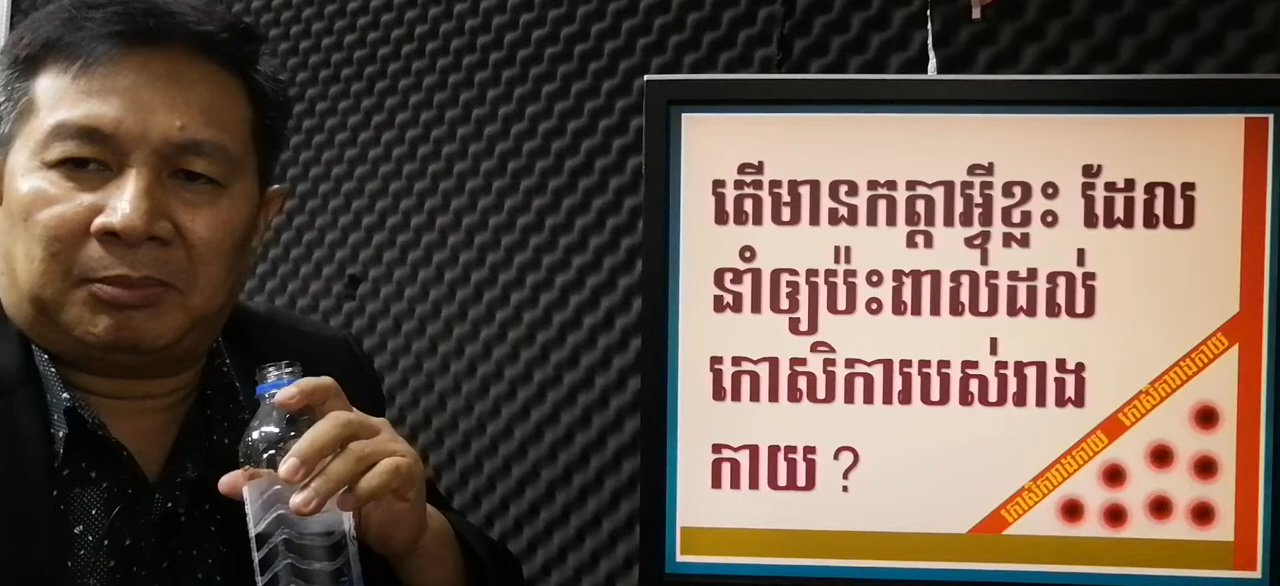 តើមានកត្តាអ្វីខ្លះ ដែល
នាំឲ្យប៉ះពាល់ដល់
កោសិការបស់រាង
កាយ ?
កោសិការាងកាយ កោសិការាងកាយ